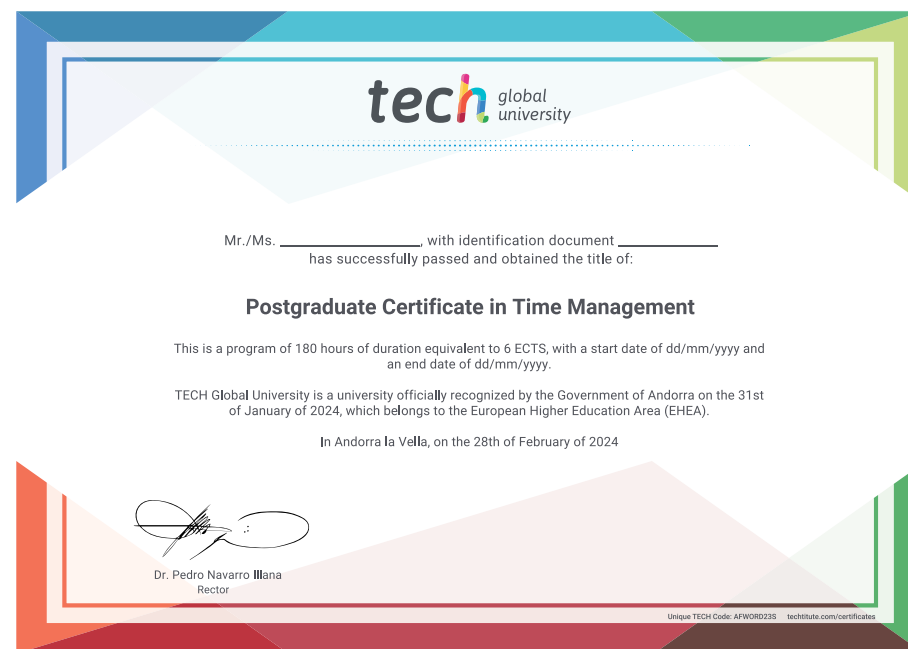 tech global
university
Mr./Ms. ____________, with identification document ____________
has successfully passed and obtained the title of:
Postgraduate Certificate in Time Management
This is a program of 180 hours of duration equivalent to 6 ECTS, with a start date of dd/mm/yyyy and
an end date of dd/mm/yyyy.
TECH Global University is a university officially recognized by the Government of Andorra on the 31st
of January of 2024, which belongs to the European Higher Education Area (EHEA).
In Andorra la Vella, on the 28th of February of 2024
Dr. Pedro Navarro Illana
Rector
Unique TECH Code: AFWORD23S techtitute.com/certificates